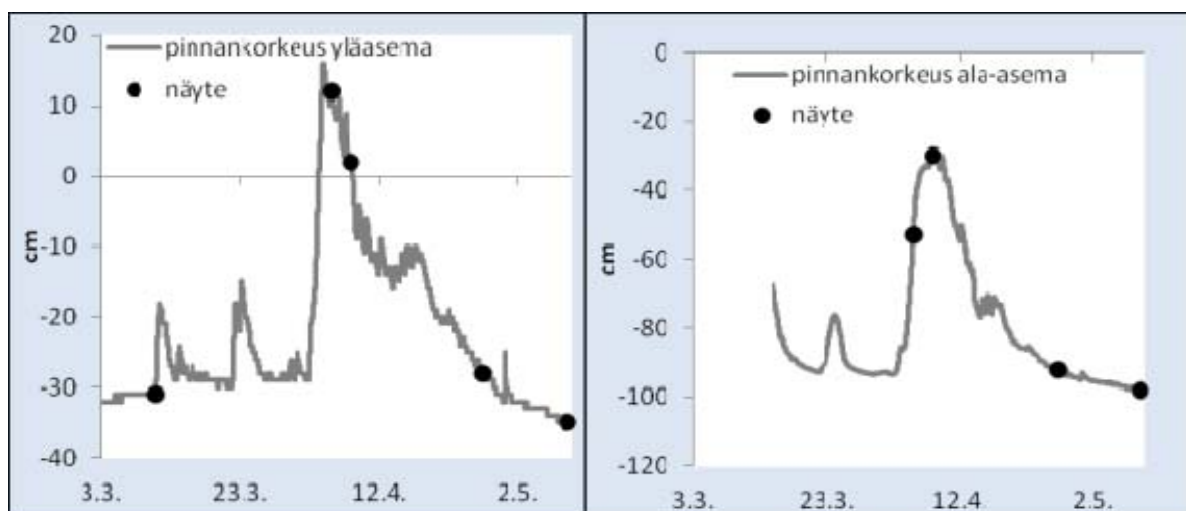 20
10
0
-10
-20
-30
-40
cm
pinnankorkeus yläasema
näyte
3.3. 23.3. 12.4. 2.5.
0
-20
-40
-60
-80
-100
-120
cm
pinnankorkeus ala-asema
näyte
3.3. 23.3. 12.4. 2.5.